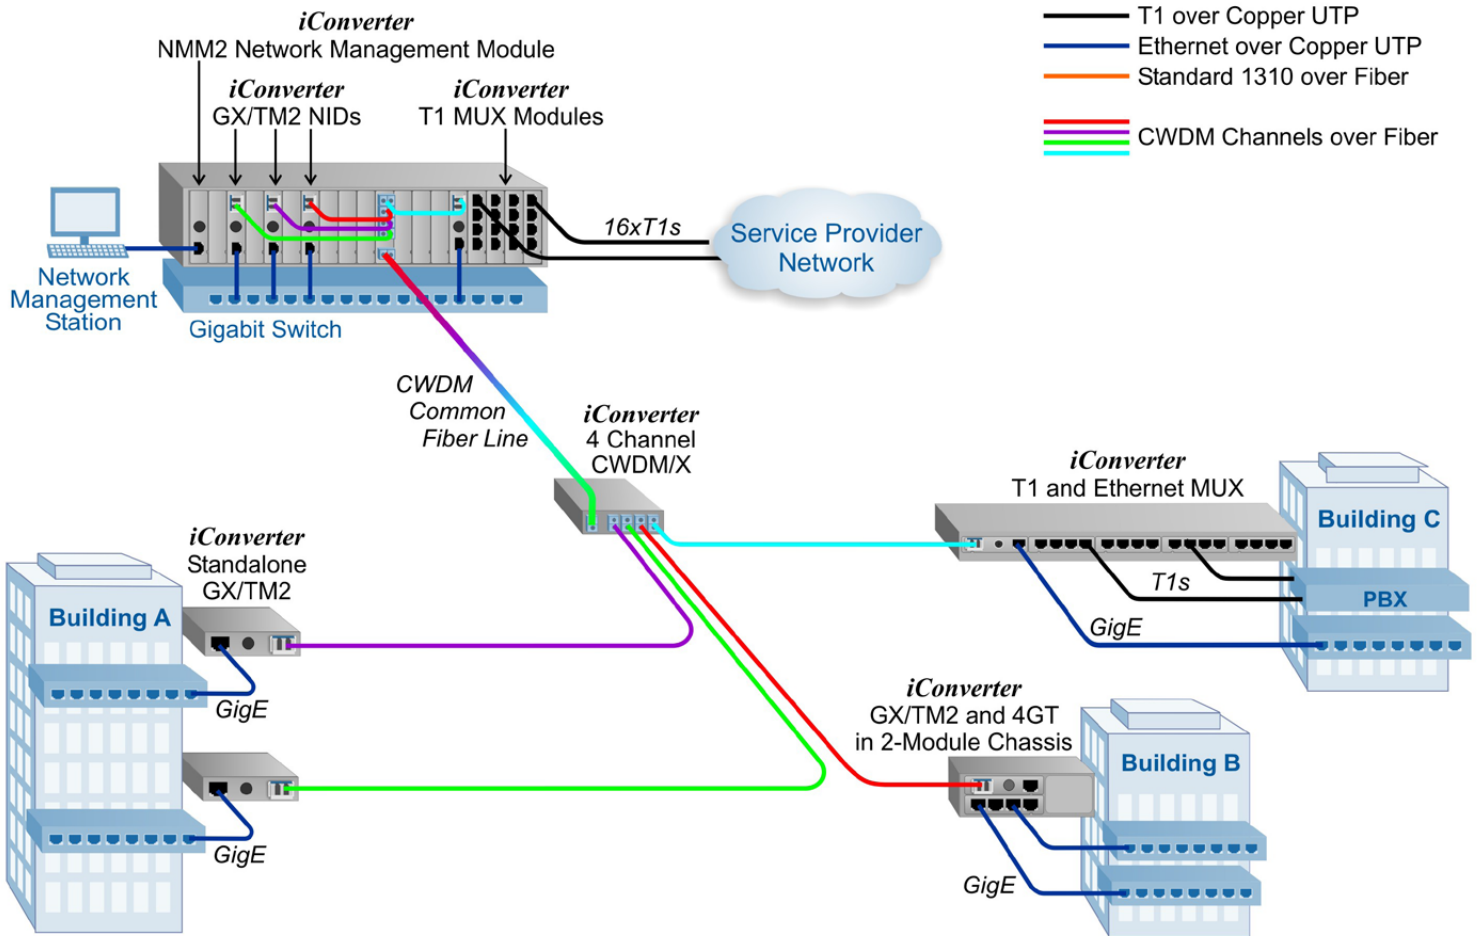 iConverter
NMM2 Network Management Module
iConverter
GX/TM2 NIDs
iConverter
T1 MUX Modules
T1 over Copper UTP
Ethernet over Copper UTP
Standard 1310 over Fiber
CWDM Channels over Fiber
Network
Management
Station
Gigabit Switch
16xT1s
Service Provider
Network
CWDM
Common
Fiber Line
iConverter
4 Channel
CWDM/X
iConverter
T1 and Ethernet MUX
Building C
T1s
PBX
GigE
iConverter
Standalone
GX/TM2
Building A
GigE
GigE
iConverter
GX/TM2 and 4GT
in 2-Module Chassis
Building B
GigE